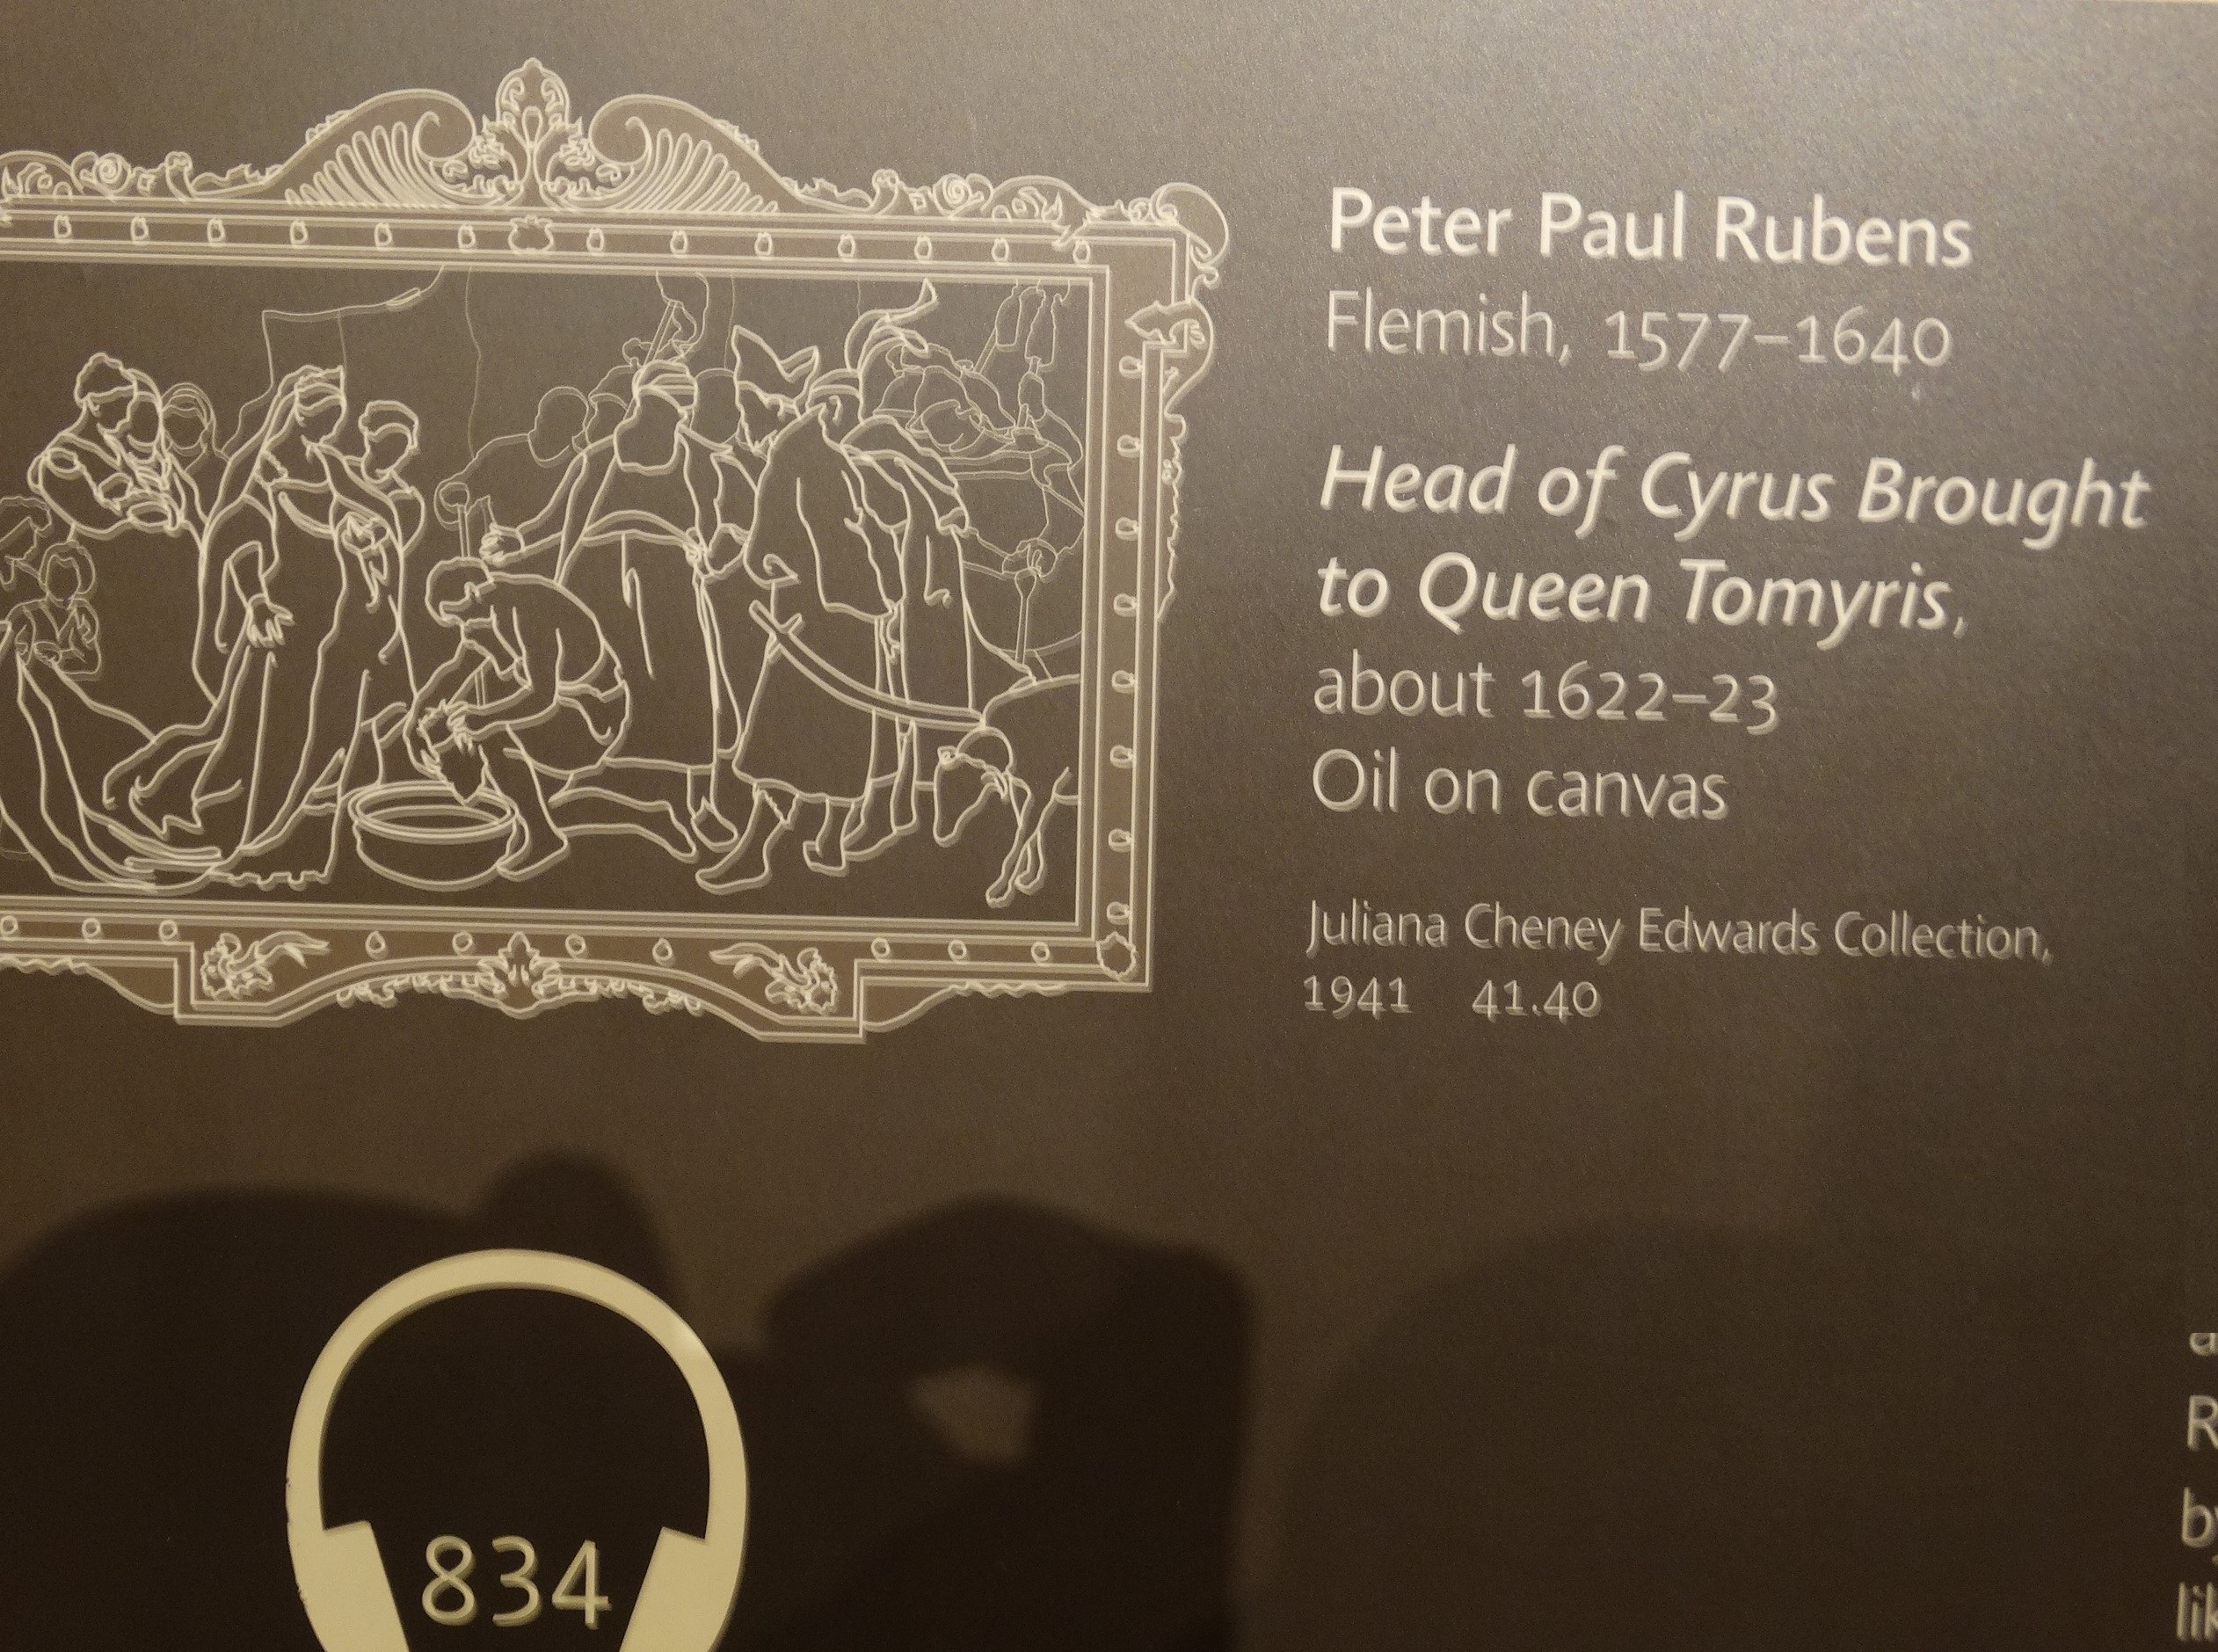 Peter Paul Rubens
Flemish, 1577–1640
Head of Cyrus Brought
to Queen Tomyris,
about 1622–23
Oil on canvas
Juliana Cheney Edwards Collection,
1941 41.40
834